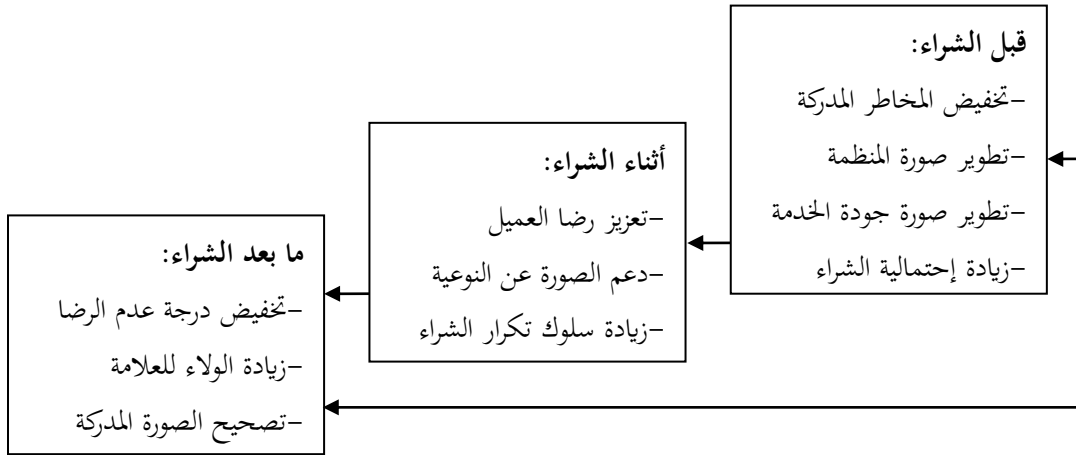 قبل الشراء:
-تخفيض المخاطر المدركة
-تطوير صورة المنظمة
-تطوير صورة جودة الخدمة
-زيادة إحتمالية الشراء
أثناء الشراء:
-تعزيز رضا العميل
-دعم الصورة عن النوعية
-زيادة سلوك تكرار الشراء
ما بعد الشراء:
-تخفيض درجة عدم الرضا
-زيادة الولاء للعلامة
-تصحيح الصورة المدركة